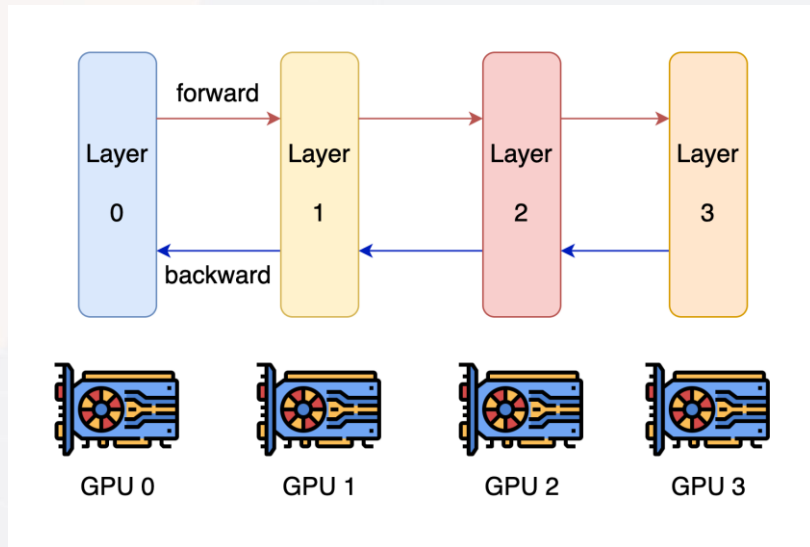 forward
Layer
0
Layer
1
Layer
2
Layer
3
backward
GPU 0
GPU 1
GPU 2
GPU 3